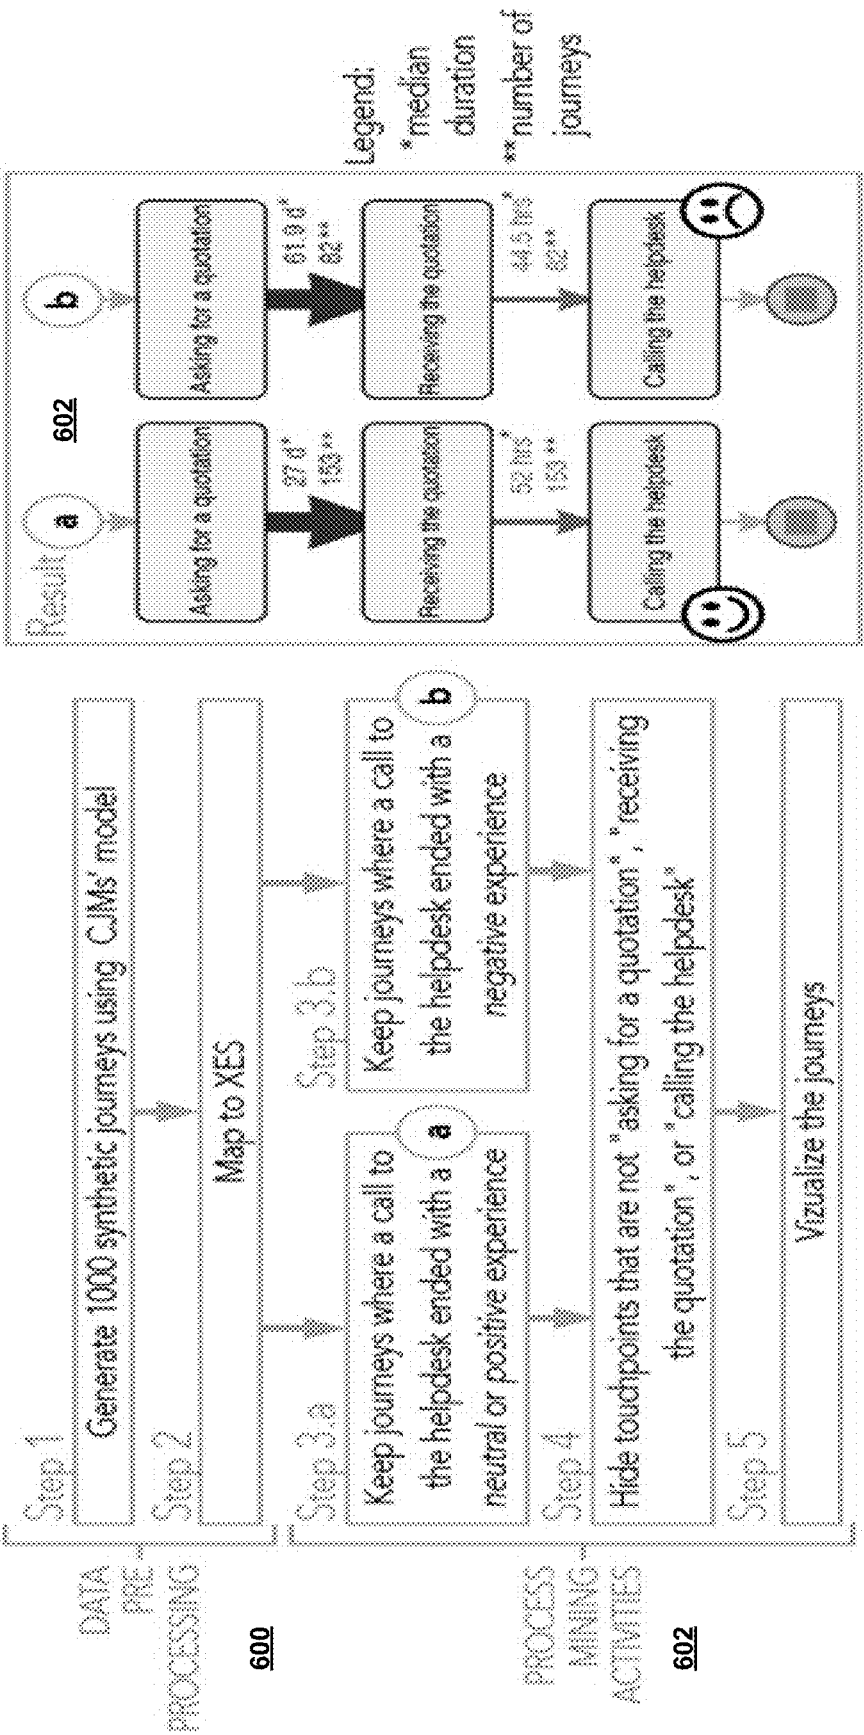 DATA
PRE
PROCESSING
600
Step 1
Generate 1000 synthetic journeys using CJMs' model
Step 2
Map to XES
PROCESS
MINING
ACTIVITIES
602
Step 3.a
Keep journeys where a call to
the helpdesk ended with a
neutral or positive experience
a
Step 3.b
Keep journeys where a call to
the helpdesk ended with a
negative experience
b
Step 4
Hide touchpoints that are not "asking for a quotation", "receiving
the quotation", or "calling the helpdesk"
Step 5
Vizualize the journeys
Result
602
a
Asking for a quotation
27 d*
153 **
Receiving the quotation
52 hrs*
153 **
Calling the helpdesk
b
Asking for a quotation
61.9 d*
82**
Receiving the quotation
44.5 hrs*
82**
Calling the helpdesk
Legend:
*median
duration
**number of
journeys